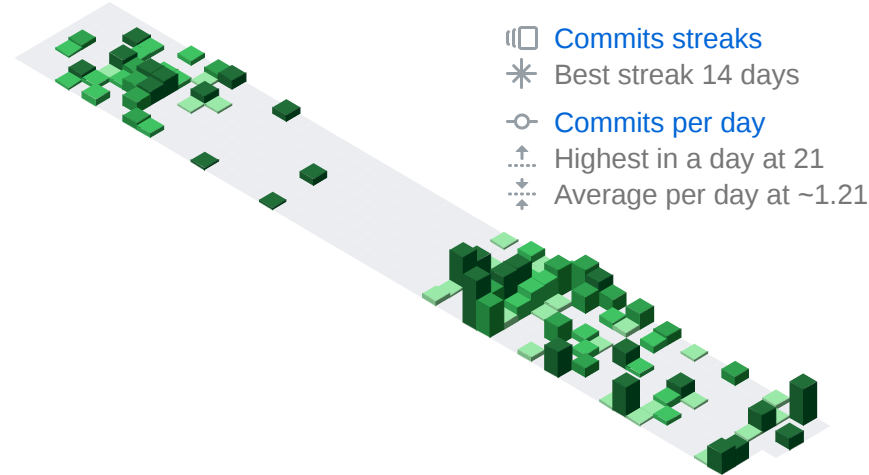 Commits streaks
Best streak 14 days
Commits per day
Highest in a day at 21
Average per day at ~1.21